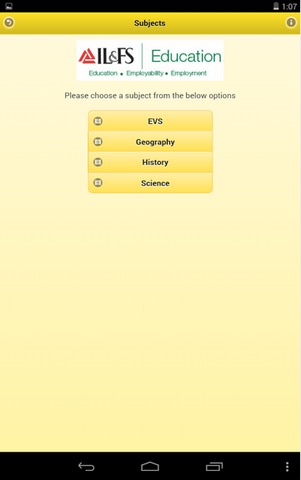 1:07
Subjects
IL&FS Education
Education • Employability • Employment
Please choose a subject from the below options
EVS
Geography
History
Science